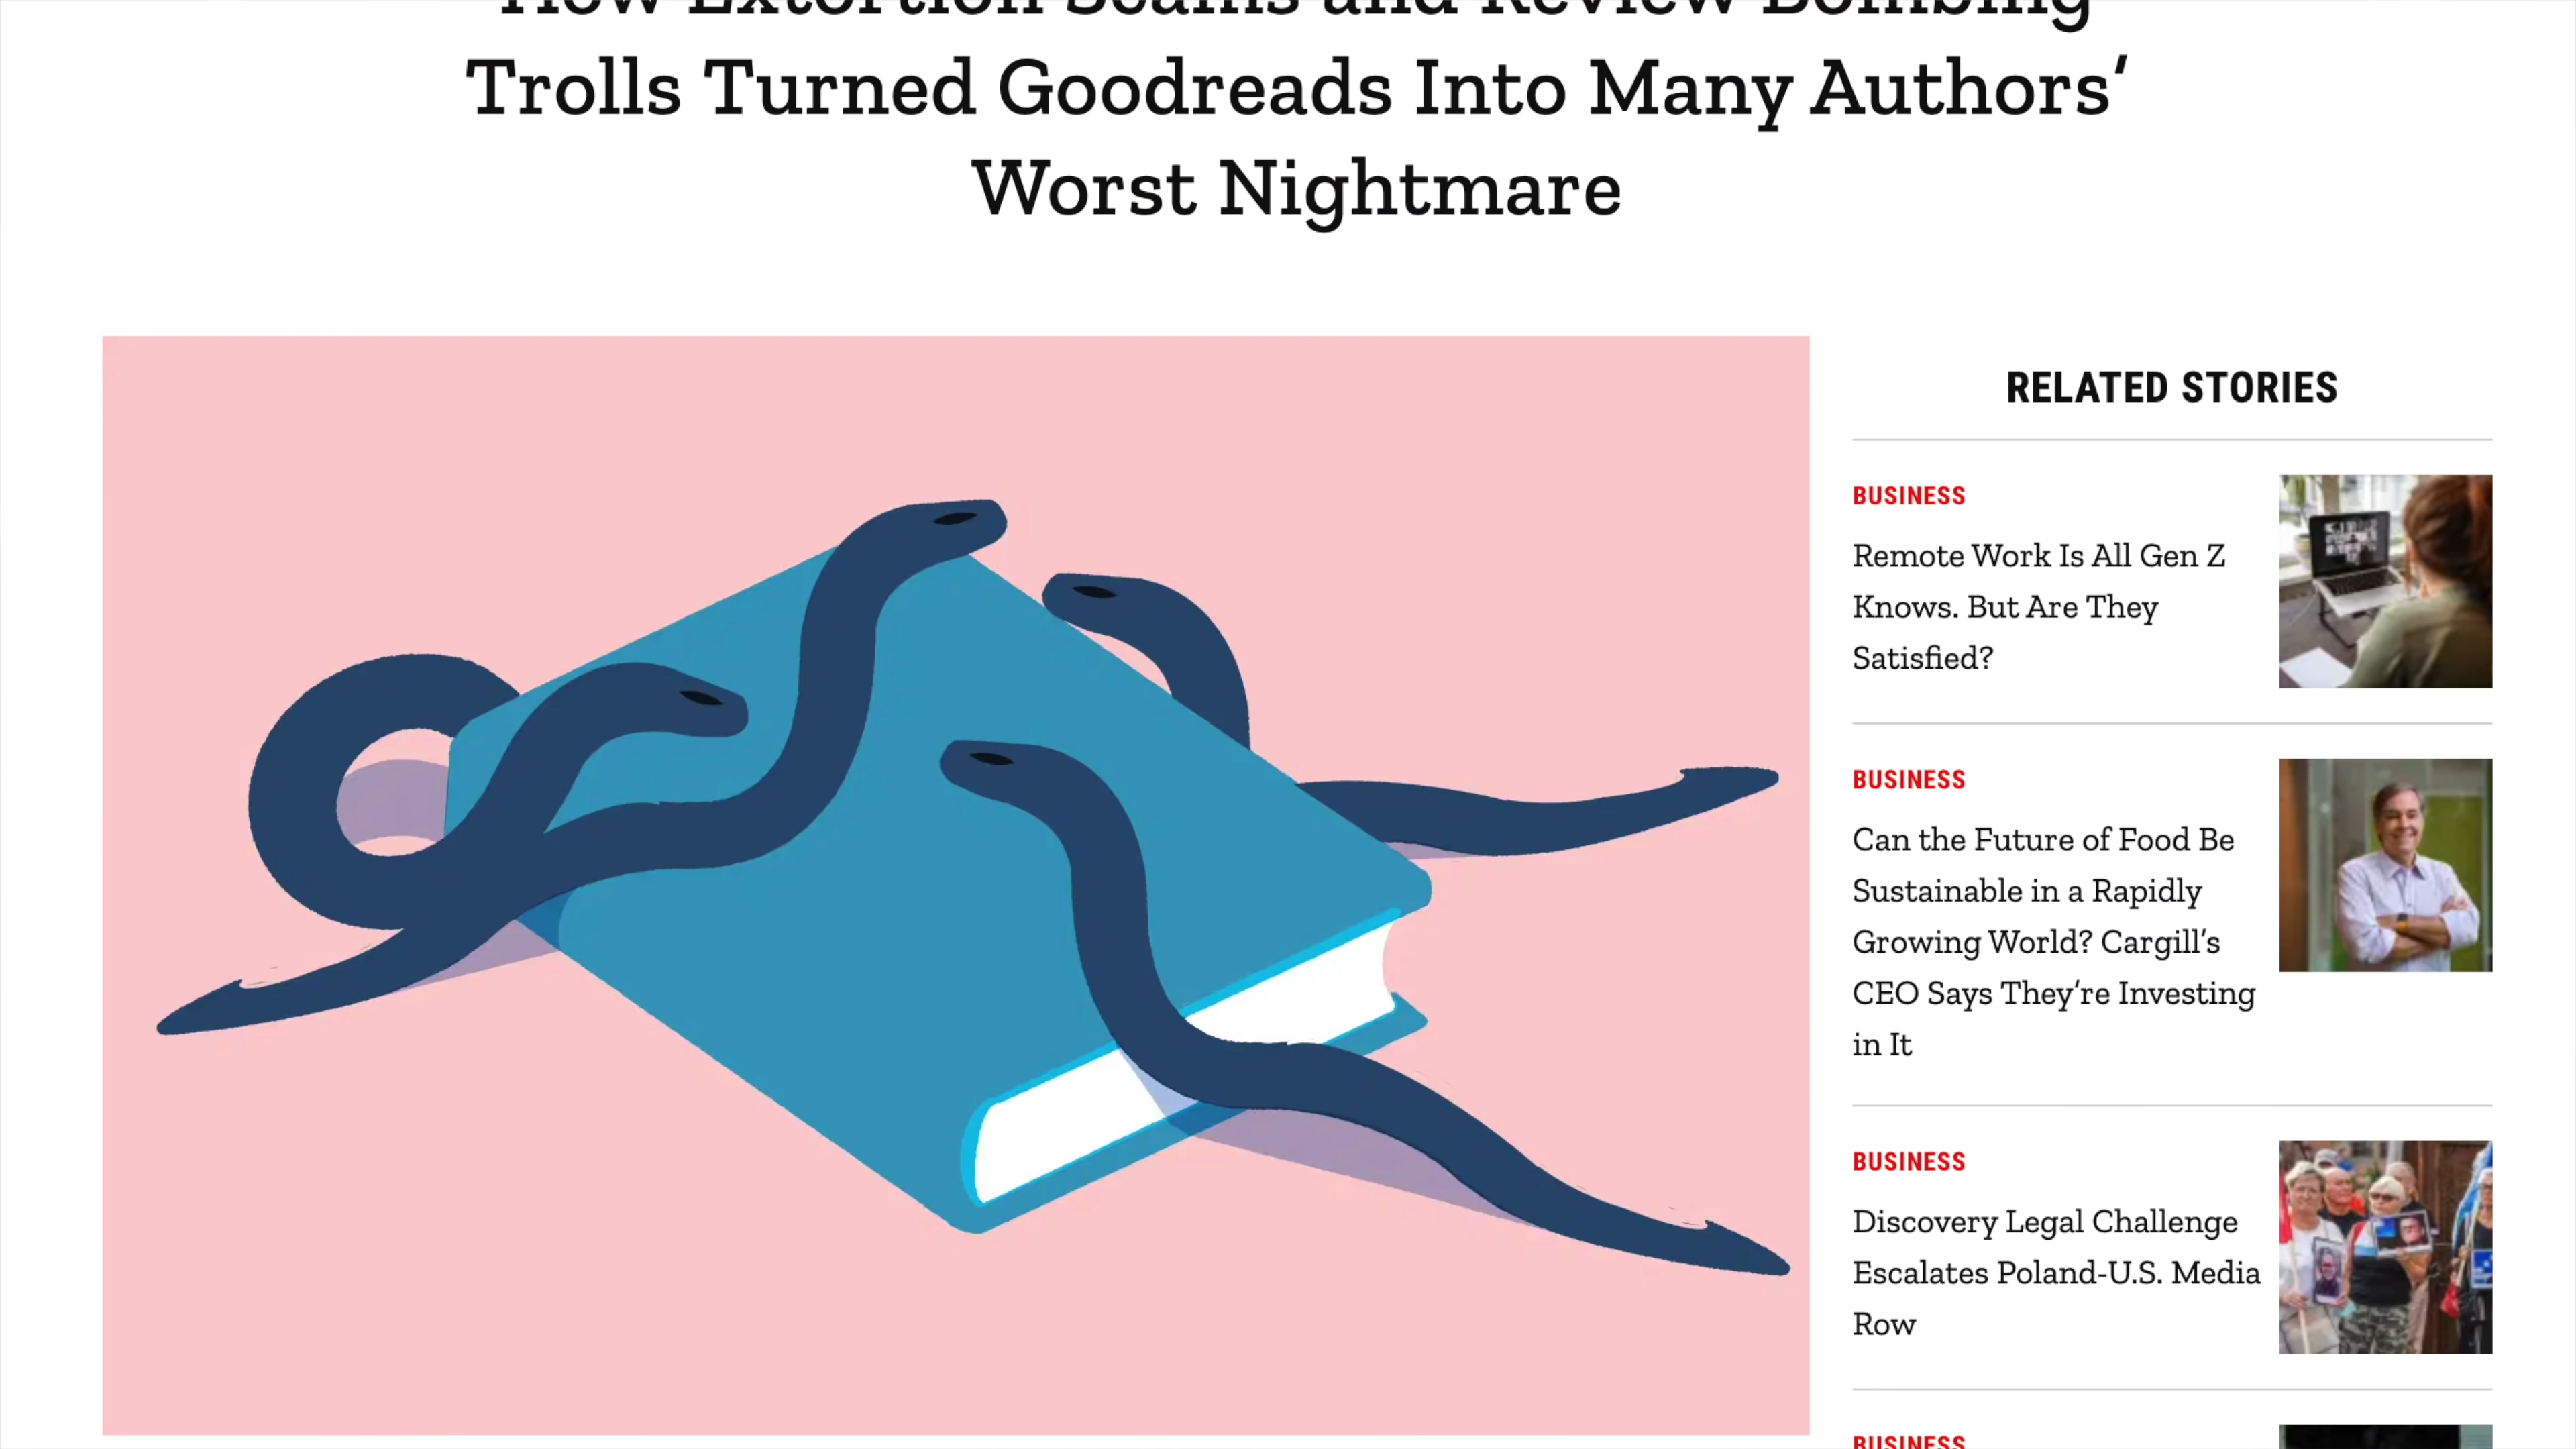 How Extortion Scams and Review Bombing
Trolls Turned Goodreads Into Many Authors’
Worst Nightmare
RELATED STORIES
BUSINESS
Remote Work Is All Gen Z
Knows. But Are They
Satisfied?
BUSINESS
Can the Future of Food Be
Sustainable in a Rapidly
Growing World? Cargill’s
CEO Says They’re Investing
in It
BUSINESS
Discovery Legal Challenge
Escalates Poland-U.S. Media
Row
BUSINESS